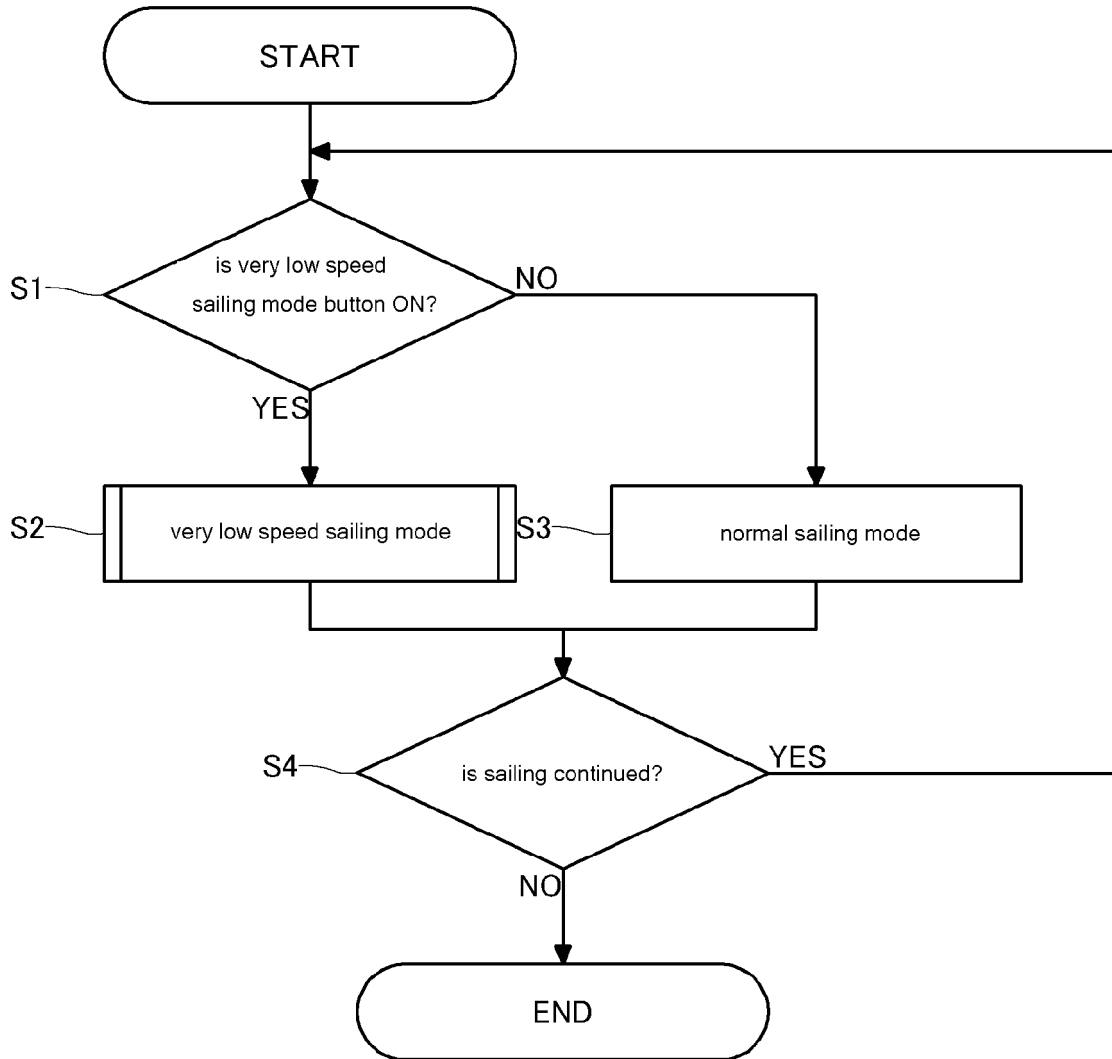 START
is very low speed
sailing mode button ON?
S1
NO
YES
S2
very low speed sailing mode
S3
normal sailing mode
S4
is sailing continued?
YES
NO
END